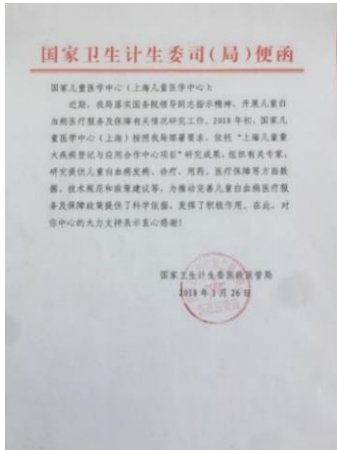 国家卫生计生委司(局)便函
国家儿童医学中心(上海儿童医学中心):
近期,我局落实国务院领导同志指示精神,开展儿童白
血病医疗服务及保障有关情况研究工作。2018年初,国家儿
童医学中心(上海)按照我局部署要求,依托“上海儿童重
大疾病登记与应用合作中心项目”研究成果,组织有关专家,
研究提供儿童白血病发病、诊疗、用药、医疗保障等方面数
据、技术规范和政策建议等,为推动完善儿童白血病医疗服
务及保障政策提供了科学依据,发挥了积极作用。在此,对
你中心的大力支持表示衷心感谢!
国家卫生计生委医政医管局
2018年1月26日